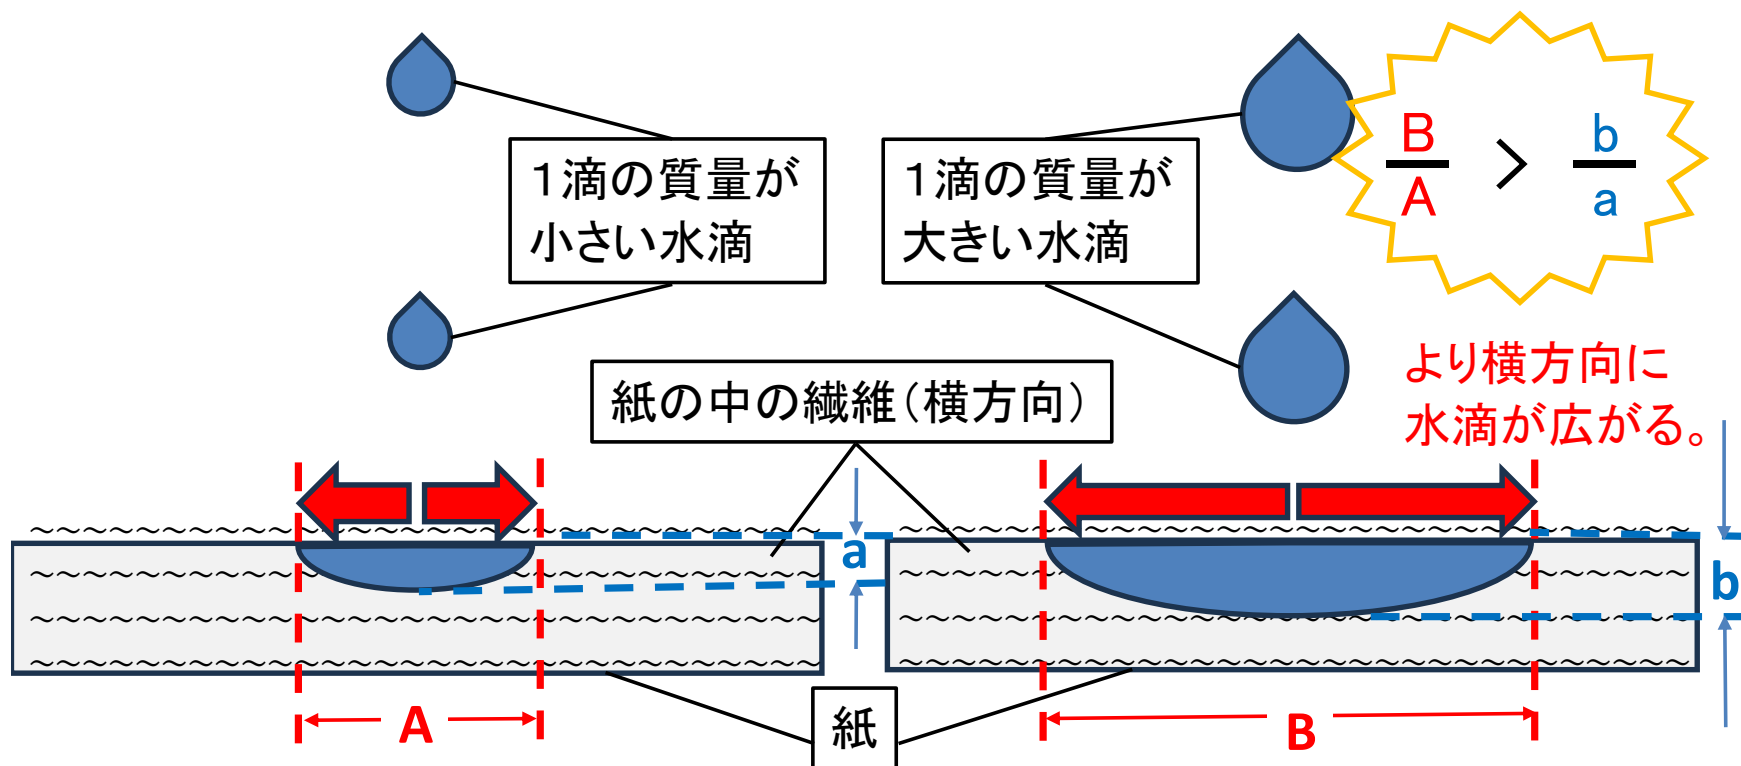 1滴の質量が
小さい水滴
1滴の質量が
大きい水滴
B
A
>
b
a
紙の中の繊維(横方向)
より横方向に
水滴が広がる。
a
b
A
B
紙